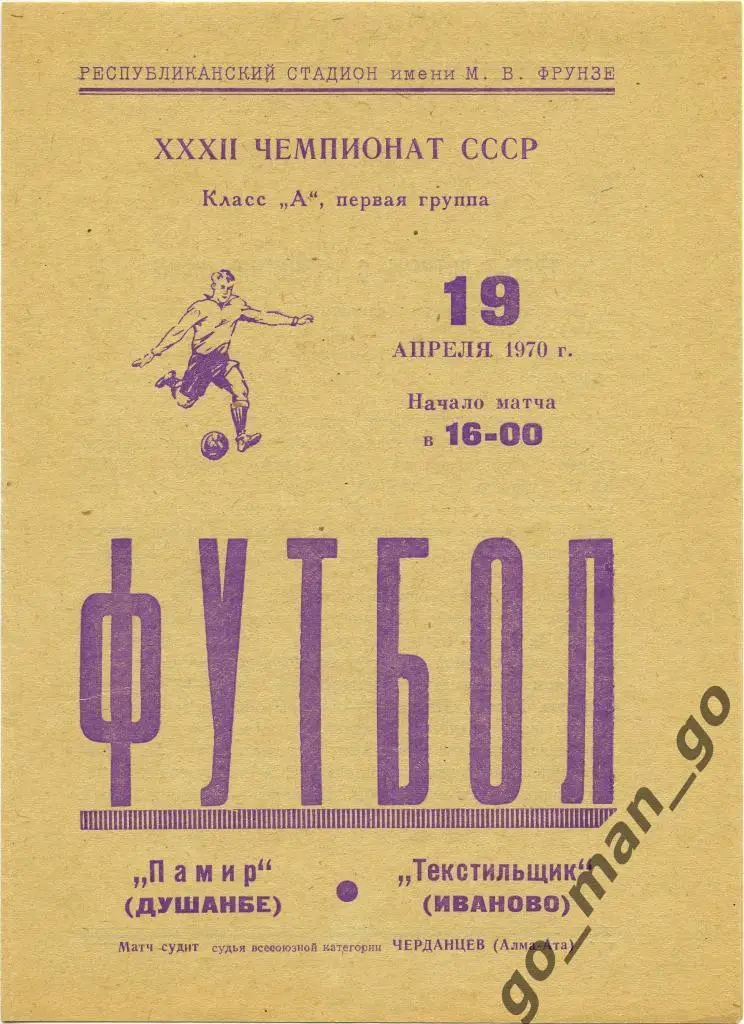 РЕСПУБЛИКАНСКИЙ СТАДИОН имени М. В. ФРУНЗЕ
XXXII ЧЕМПИОНАТ СССР
Класс „А“, первая группа
19
АПРЕЛЯ 1970 г.
Начало матча
в 16-00
ФУТБОЛ
„Памир“ ● „Текстильщик“
(ДУШАНБЕ) (ИВАНОВО)
Матч судит судья всесоюзной категории ЧЕРДАНЦЕВ (Алма-Ата)
go_man_go